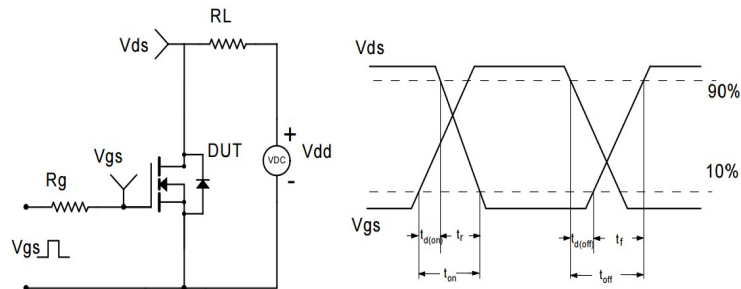 RL
Vds
Vgs
DUT
Rg
VDC
+
-
Vdd
Vgs
Vds
90%
10%
Vgs
td(on)
tr
td(off)
tf
ton
toff